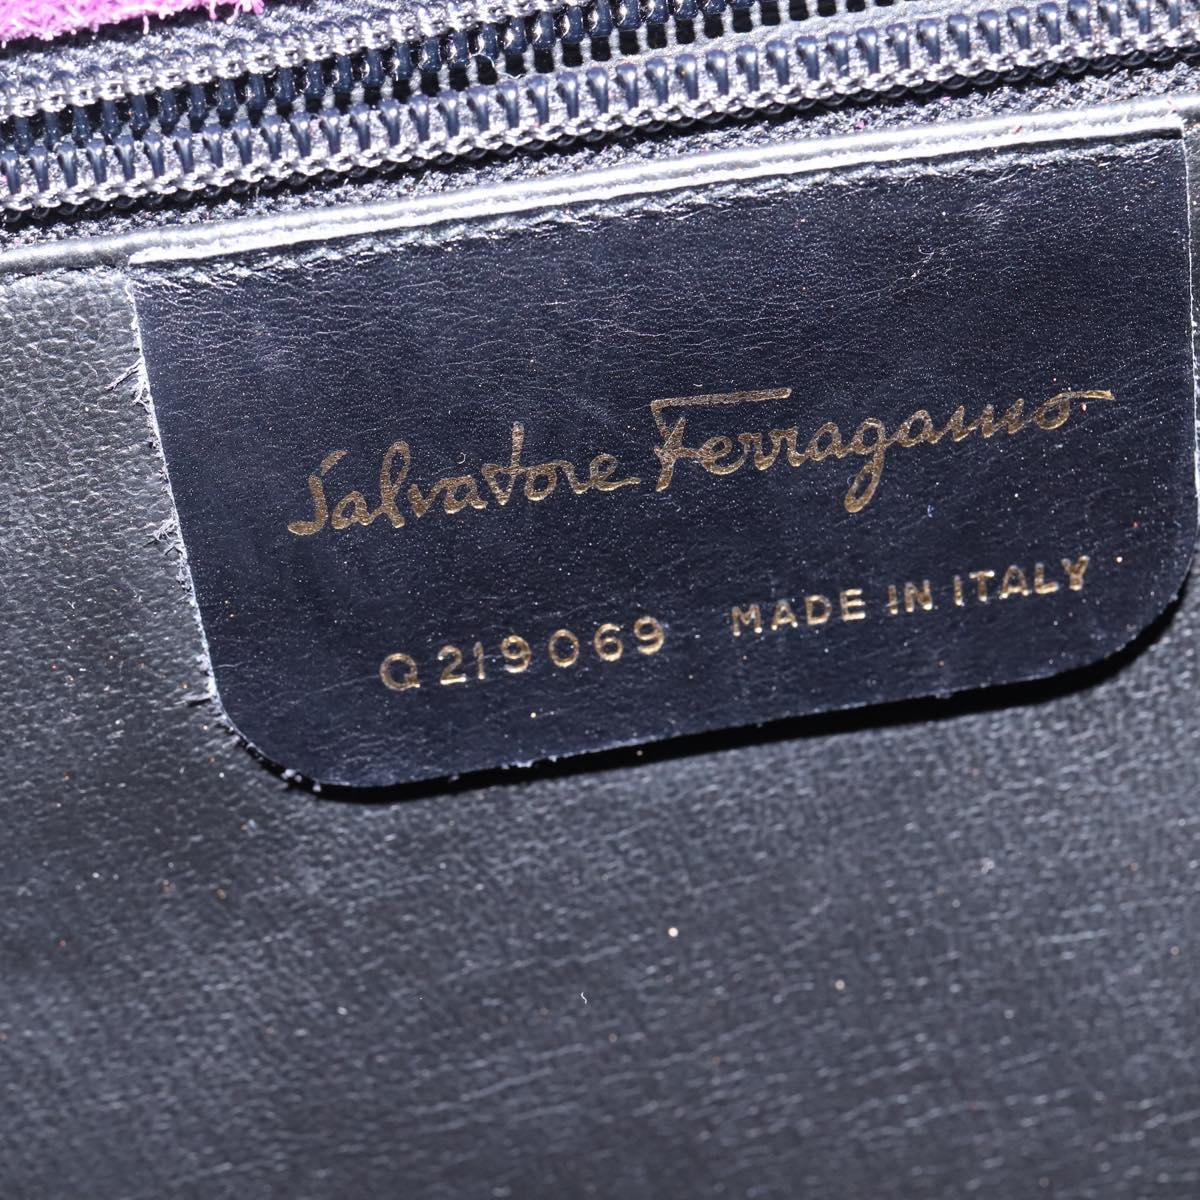 Salvatore Ferragamo
Q219069 MADE IN ITALY